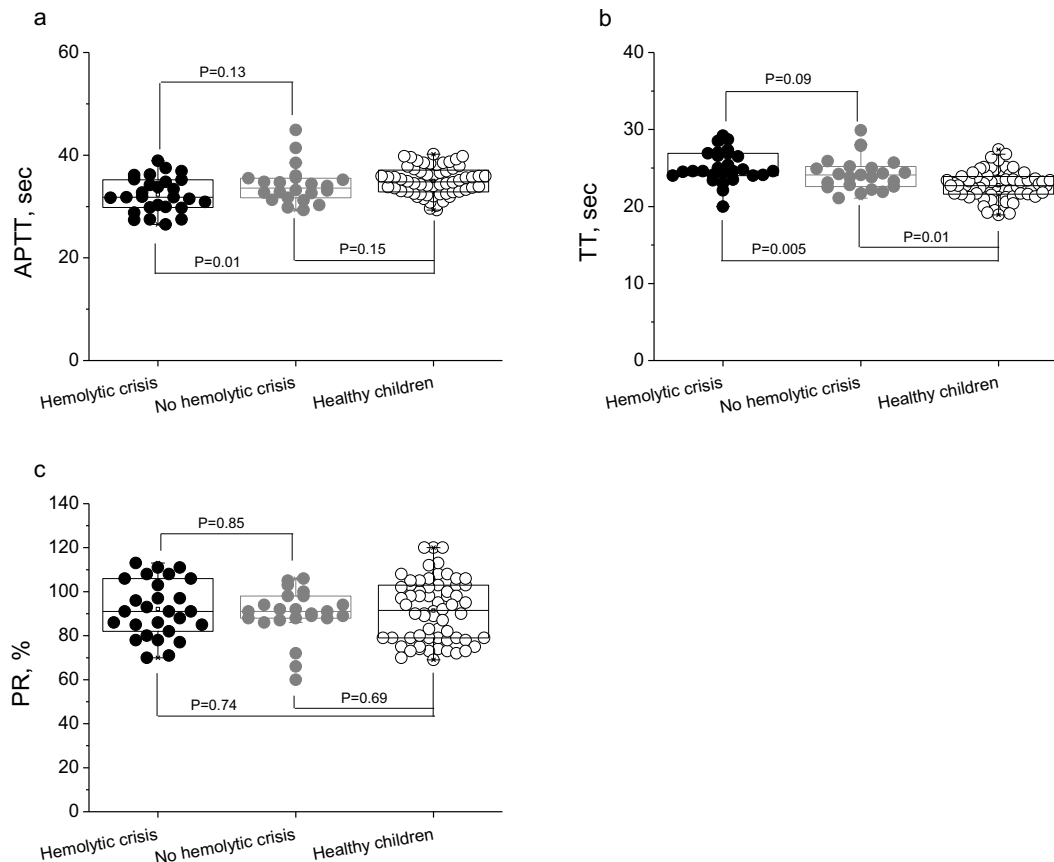 a
60
40
20
0
APTT, sec
P=0.13
P=0.15
P=0.01
Hemolytic crisis
No hemolytic crisis
Healthy children
b
40
30
20
10
0
TT, sec
P=0.09
P=0.01
P=0.005
Hemolytic crisis
No hemolytic crisis
Healthy children
c
140
120
100
80
60
40
20
0
PR, %
P=0.85
P=0.69
P=0.74
Hemolytic crisis
No hemolytic crisis
Healthy children